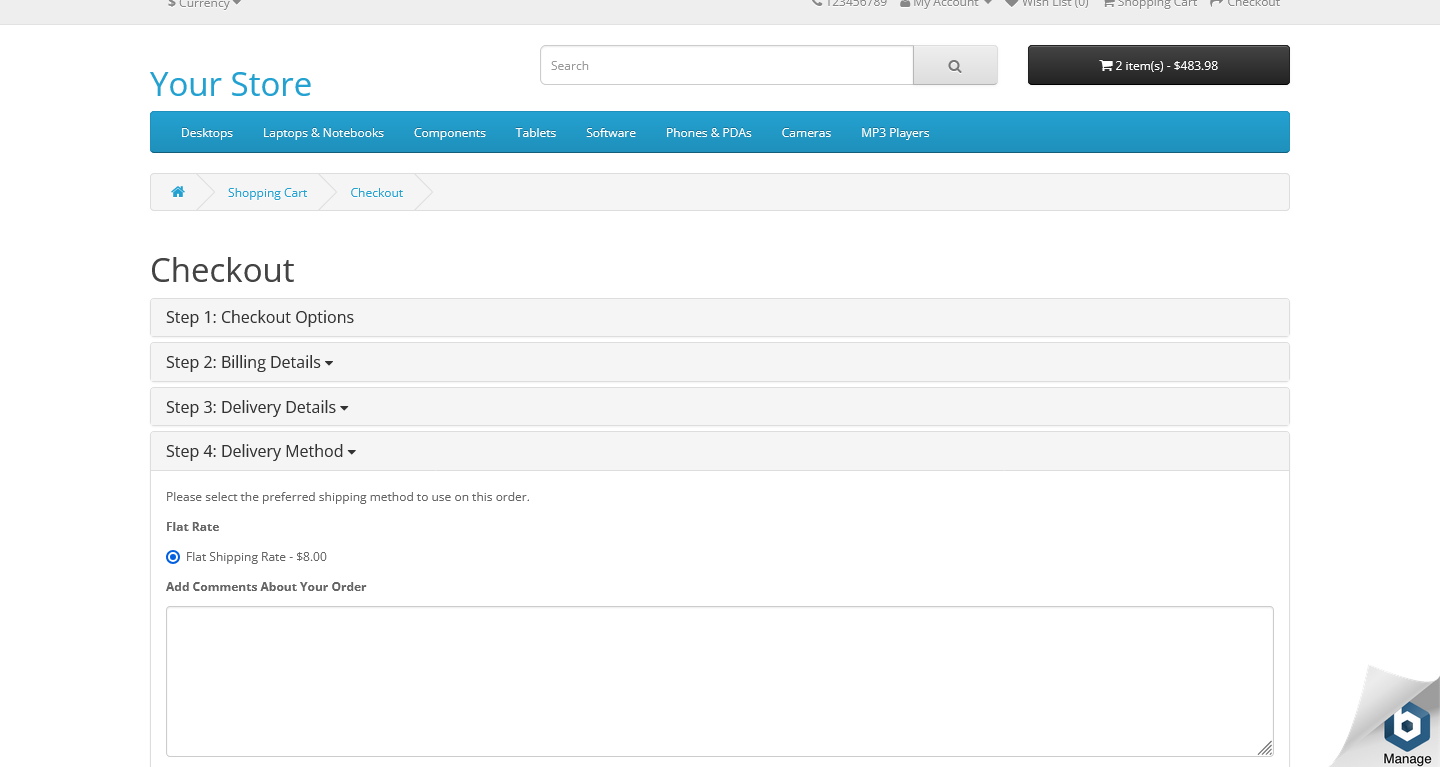 $ Currency
123456789 My Account Wish List (0) Shopping Cart Checkout
Search
2 item(s) - $483.98
Your Store
Desktops Laptops & Notebooks Components Tablets Software Phones & PDAs Cameras MP3 Players
Shopping Cart Checkout
Checkout
Step 1: Checkout Options
Step 2: Billing Details
Step 3: Delivery Details
Step 4: Delivery Method
Please select the preferred shipping method to use on this order.
Flat Rate
Flat Shipping Rate - $8.00
Add Comments About Your Order
Manage